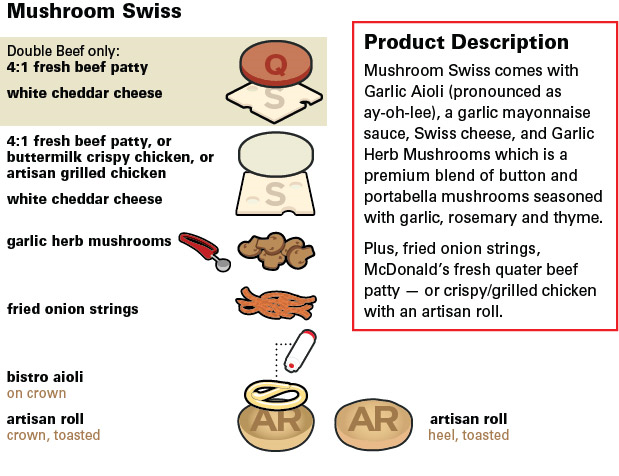 Mushroom Swiss
Double Beef only:
4:1 fresh beef patty
Q
white cheddar cheese
S
4:1 fresh beef patty, or
buttermilk crispy chicken, or
artisan grilled chicken
white cheddar cheese
S
garlic herb mushrooms
fried onion strings
bistro aioli
on crown
artisan roll
crown, toasted
AR
AR
artisan roll
heel, toasted
Product Description
Mushroom Swiss comes with
Garlic Aioli (pronounced as
ay-oh-lee), a garlic mayonnaise
sauce, Swiss cheese, and Garlic
Herb Mushrooms which is a
premium blend of button and
portabella mushrooms seasoned
with garlic, rosemary and thyme.
Plus, fried onion strings,
McDonald's fresh quater beef
patty — or crispy/grilled chicken
with an artisan roll.